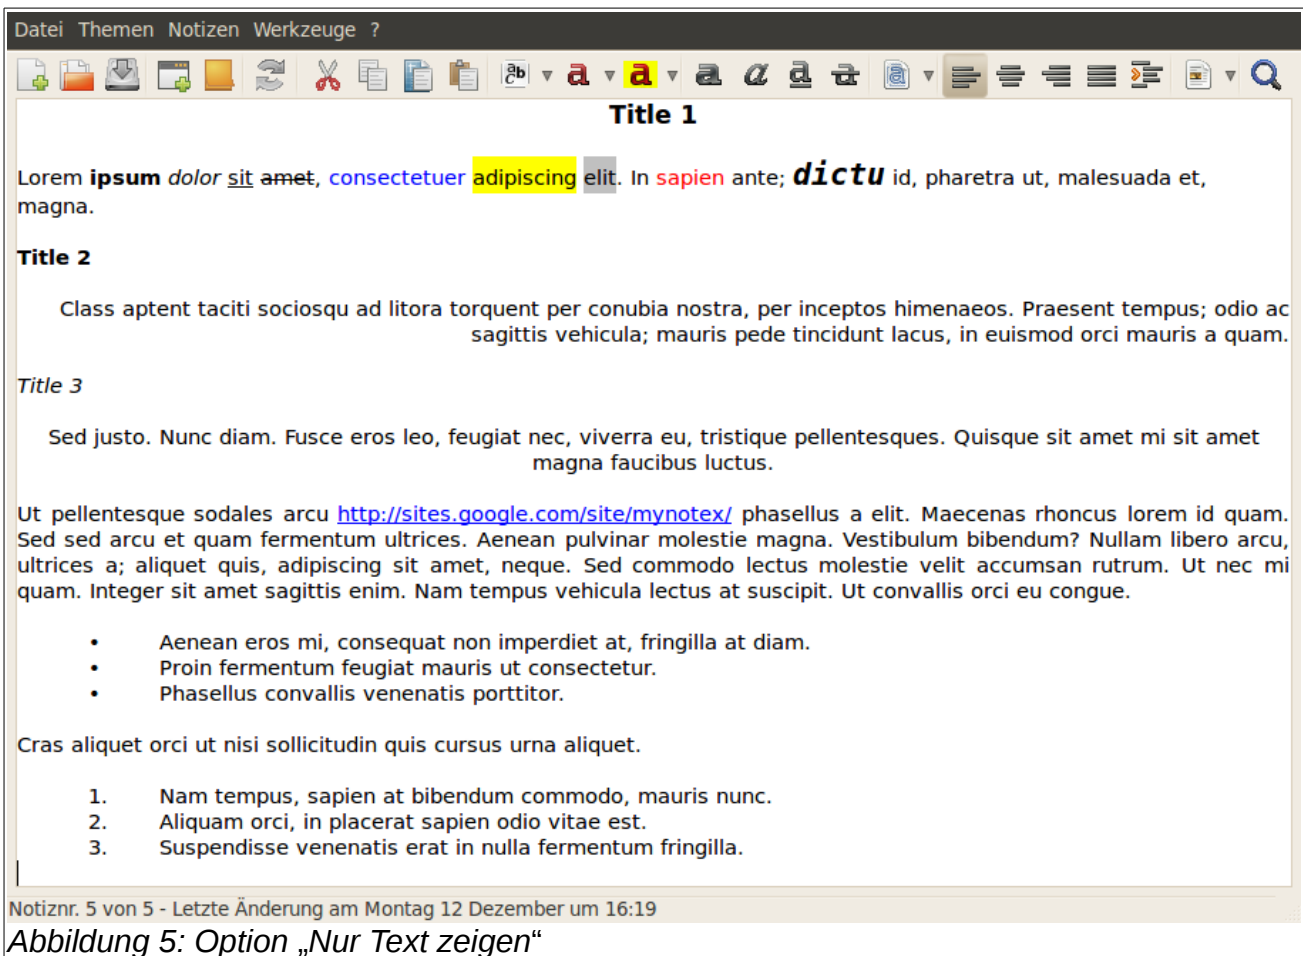 Datei Themen Notizen Werkzeuge ?
Title 1
Lorem ipsum dolor sit amet, consectetuer adipiscing elit. In sapien ante; dictu id, pharetra ut, malesuada et,
magna.
Title 2
Class aptent taciti sociosqu ad litora torquent per conubia nostra, per inceptos himenaeos. Praesent tempus; odio ac
sagittis vehicula; mauris pede tincidunt lacus, in euismod orci mauris a quam.
Title 3
Sed justo. Nunc diam. Fusce eros leo, feugiat nec, viverra eu, tristique pellentesques. Quisque sit amet mi sit amet
magna faucibus luctus.
Ut pellentesque sodales arcu http://sites.google.com/site/mynotex/ phasellus a elit. Maecenas rhoncus lorem id quam.
Sed sed arcu et quam fermentum ultrices. Aenean pulvinar molestie magna. Vestibulum bibendum? Nullam libero arcu,
ultrices a; aliquet quis, adipiscing sit amet, neque. Sed commodo lectus molestie velit accumsan rutrum. Ut nec mi
quam. Integer sit amet sagittis enim. Nam tempus vehicula lectus at suscipit. Ut convallis orci eu congue.
• Aenean eros mi, consequat non imperdiet at, fringilla at diam.
• Proin fermentum feugiat mauris ut consectetur.
• Phasellus convallis venenatis porttitor.
Cras aliquet orci ut nisi sollicitudin quis cursus urna aliquet.
1. Nam tempus, sapien at bibendum commodo, mauris nunc.
2. Aliquam orci, in placerat sapien odio vitae est.
3. Suspendisse venenatis erat in nulla fermentum fringilla.
Notiznr. 5 von 5 - Letzte Änderung am Montag 12 Dezember um 16:19
Abbildung 5: Option „Nur Text zeigen“